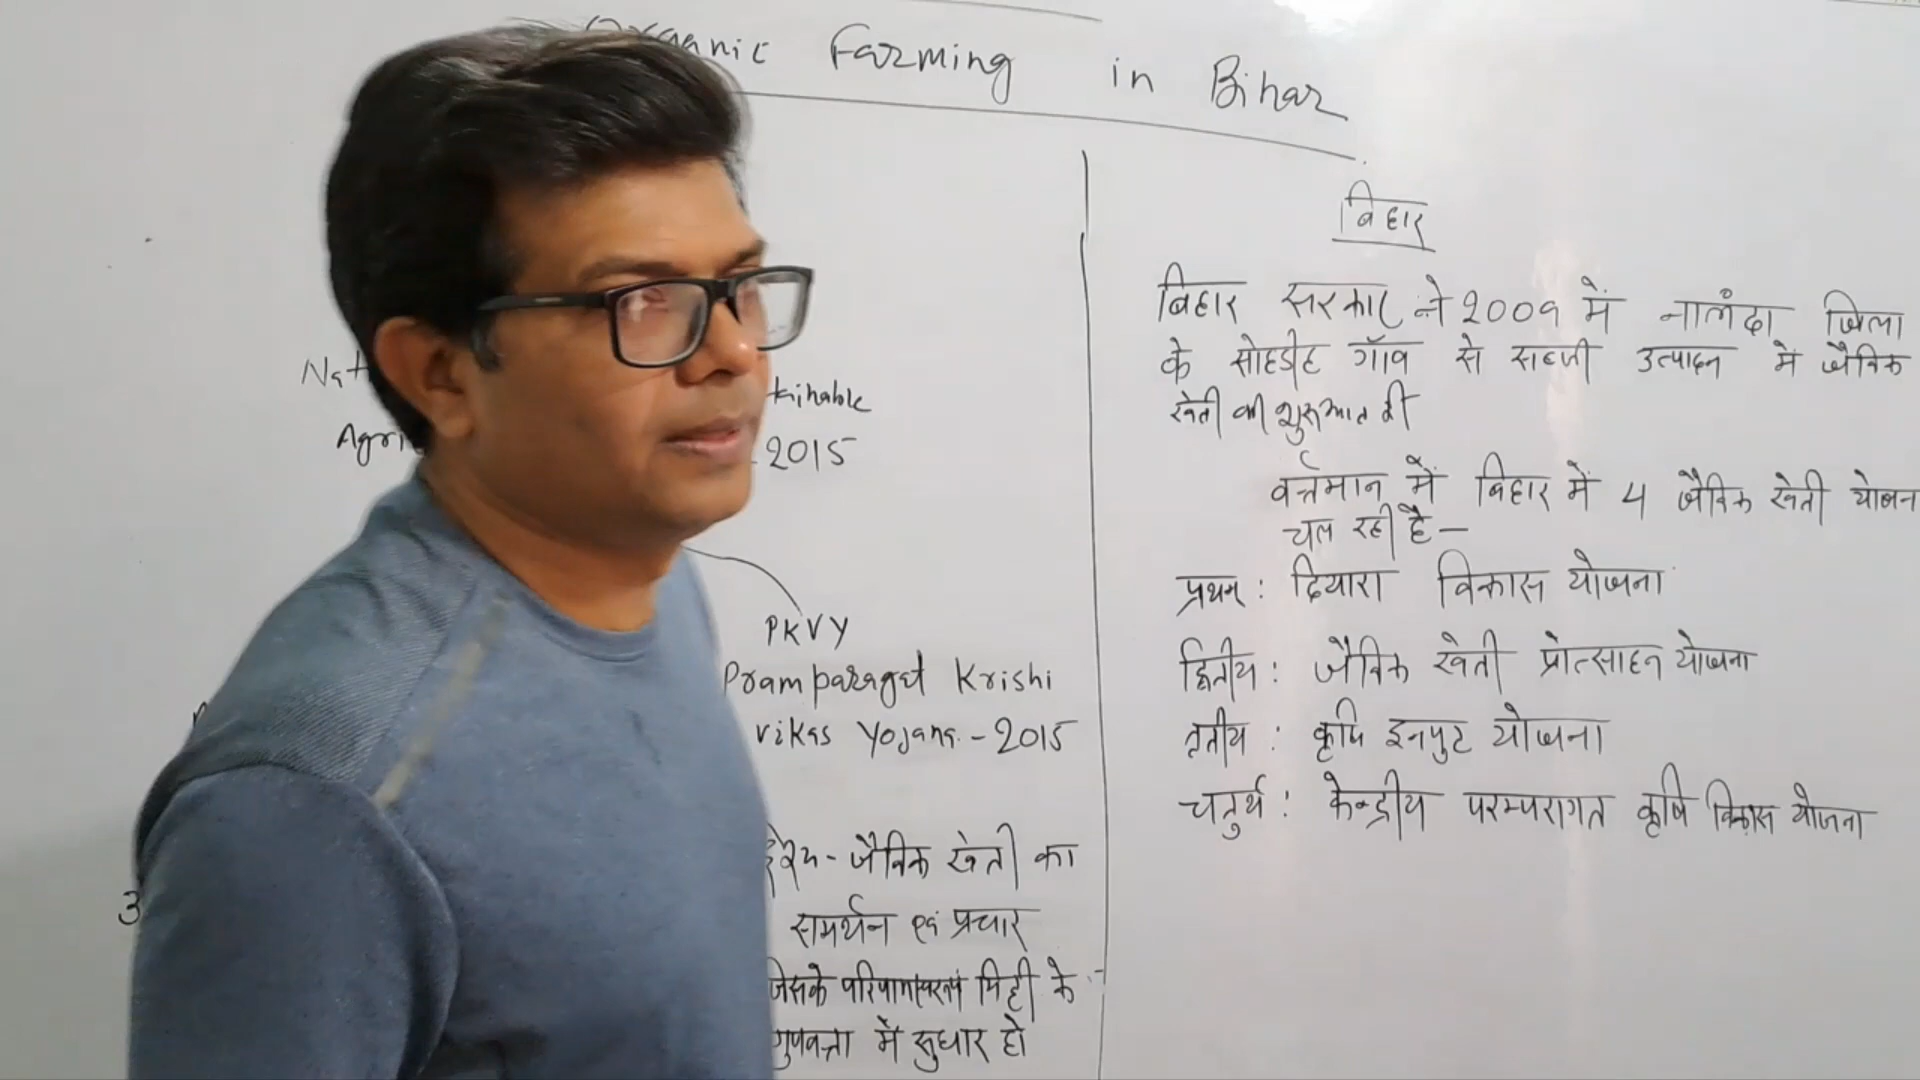 Organic Farming in Bihar
kinable
Agri
2015
PKVY
Pramparagat Krishi
vikas Yojana - 2015
जैविक खेती का
समर्थन एवं प्रचार
जिसके परिणामस्वरूप मिट्टी के
गुणवत्ता में सुधार हो
3
बिहार
बिहार सरकार ने 2009 में नालंदा जिला
के सोहडीह गाँव से सब्जी उत्पादन में जैविक
खेती की शुरुआत की
वर्त्तमान में बिहार में 4 जैविक खेती योजना
चल रही है —
प्रथम : दियारा विकास योजना
द्वितीय : जैविक खेती प्रोत्साहन योजना
तृतीय : कृषि इनपुट योजना
चतुर्थ : केन्द्रीय परम्परागत कृषि विकास योजना